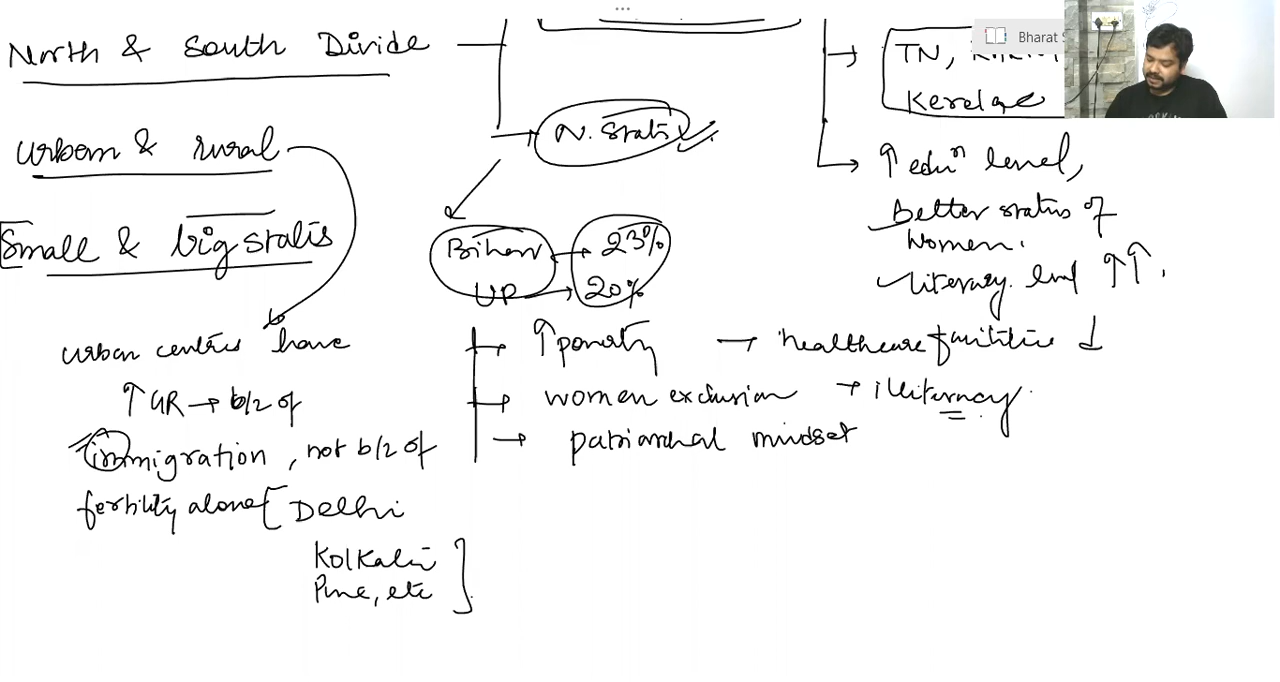 North & South Divide
Urban & rural
Small & big states
urban centres have
↑ GR → b/z of
immigration, not b/z of
fertility alone [Delhi
Kolkata
Pune, etc]
→ N. States
Bihar → 23%
UP → 20%
→ ↑ poverty → healthcare facilities ↓
→ women exclusion → illiteracy.
→ patriarchal mindset
→ TN,
Kerala
→ ↑ eduⁿ level,
Better status of
women.
literacy level ↑↑.
Bharat S